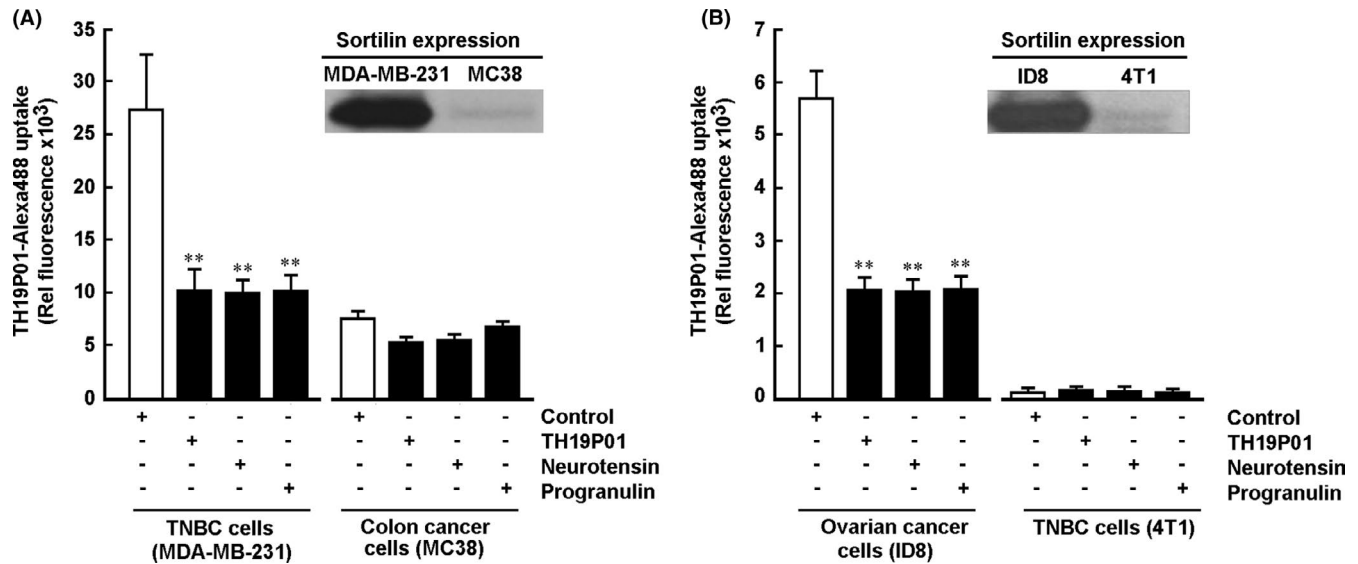 (A)
TH19P01-Alexa488 uptake
(Rel fluorescence x10³)
35
30
25
20
15
10
5
0
Sortilin expression
MDA-MB-231 MC38
** ** **
+ - - - + - - - Control
- + - - - + - - TH19P01
- - + - - - + - Neurotensin
- - - + - - - + Progranulin
TNBC cells
(MDA-MB-231)
Colon cancer
cells (MC38)
(B)
TH19P01-Alexa488 uptake
(Rel fluorescence x10³)
7
6
5
4
3
2
1
0
Sortilin expression
ID8 4T1
** ** **
+ - - - + - - - Control
- + - - - + - - TH19P01
- - + - - - + - Neurotensin
- - - + - - - + Progranulin
Ovarian cancer
cells (ID8)
TNBC cells (4T1)